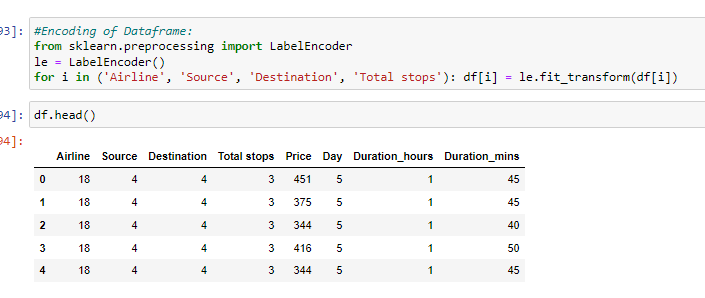 93]: #Encoding of Dataframe:
from sklearn.preprocessing import LabelEncoder
le = LabelEncoder()
for i in ('Airline', 'Source', 'Destination', 'Total stops'): df[i] = le.fit_transform(df[i])
94]: df.head()
94]:
Airline Source Destination Total stops Price Day Duration_hours Duration_mins
0 18 4 4 3 451 5 1 45
1 18 4 4 3 375 5 1 45
2 18 4 4 3 344 5 1 40
3 18 4 4 3 416 5 1 50
4 18 4 4 3 344 5 1 45